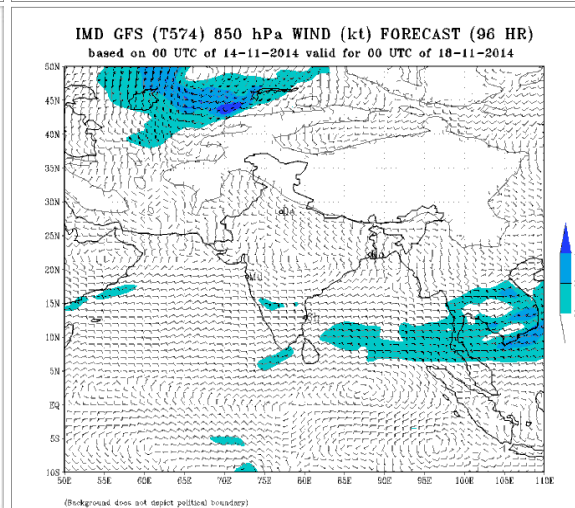 IMD GFS (T574) 850 hPa WIND (kt) FORECAST (96 HR)
based on 00 UTC of 14-11-2014 valid for 00 UTC of 18-11-2014
50N
45N
40N
35N
30N
25N
20N
15N
10N
5N
EQ
5S
10S
50E 55E 60E 65E 70E 75E 80E 85E 90E 95E 100E 105E 110E
(Background does not depict political boundary)